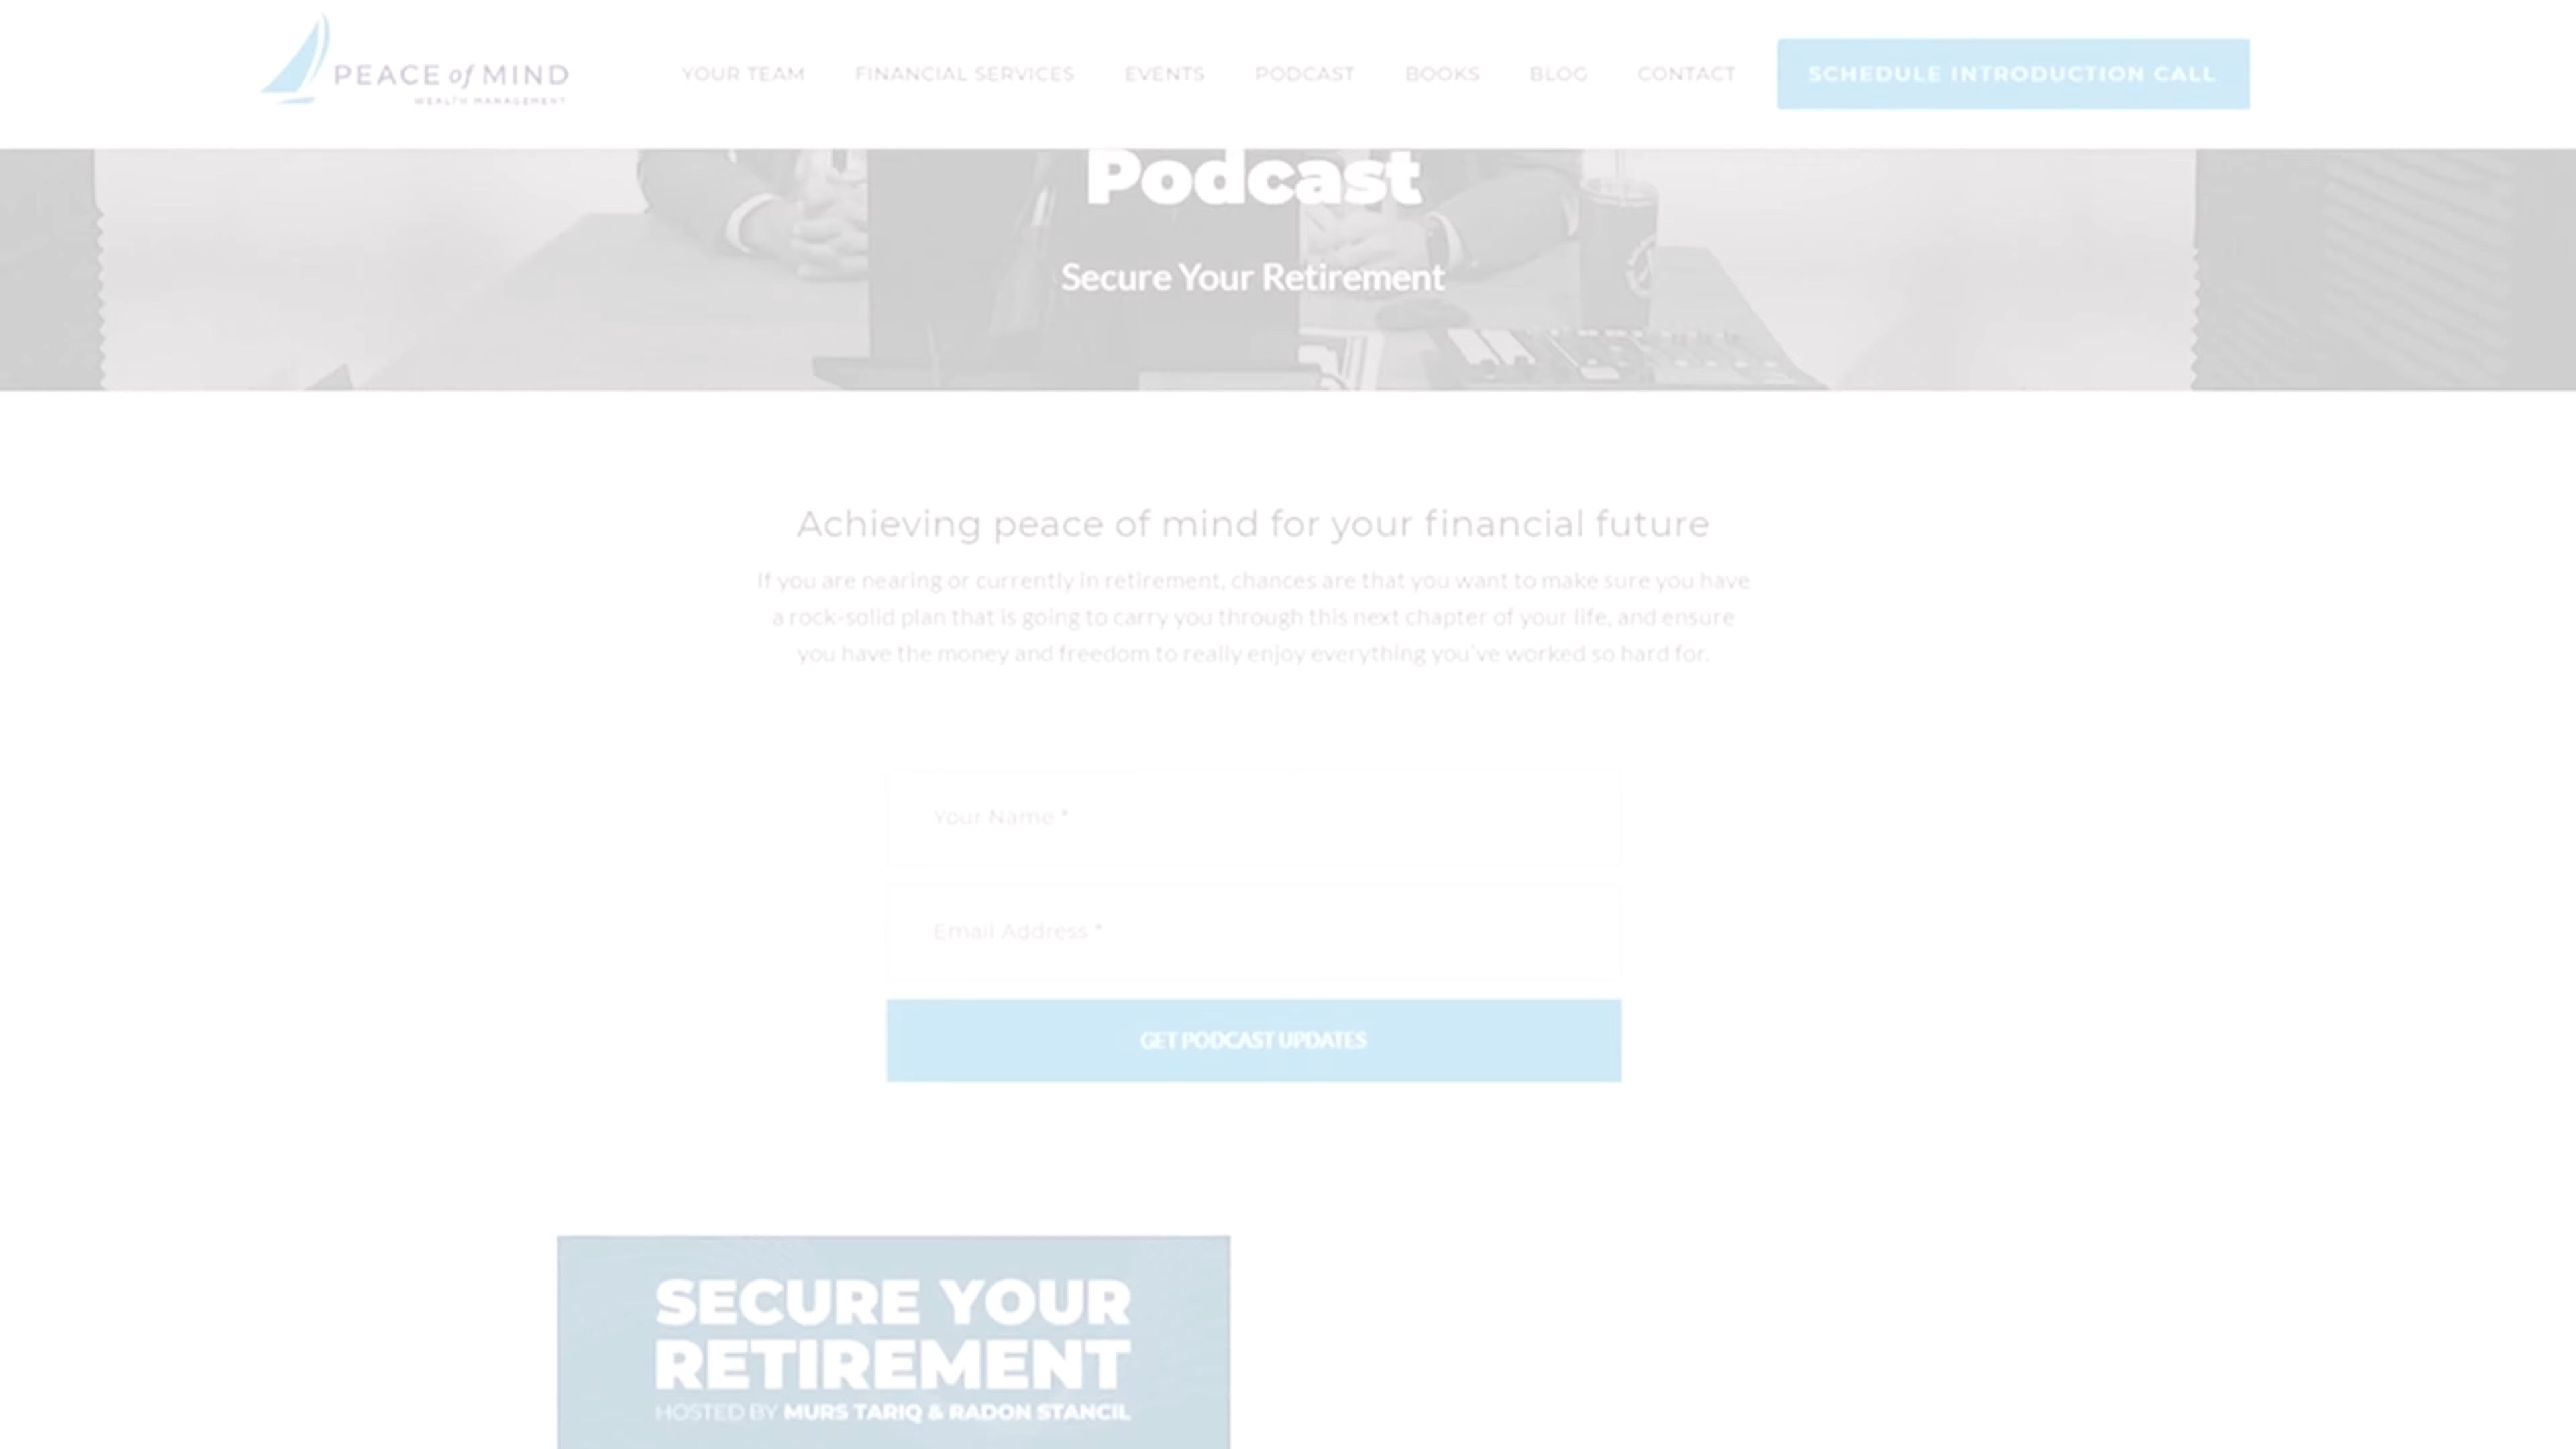 PEACE of MIND
WEALTH MANAGEMENT
YOUR TEAM
FINANCIAL SERVICES
EVENTS
PODCAST
BOOKS
BLOG
CONTACT
SCHEDULE INTRODUCTION CALL
Podcast
Secure Your Retirement
Achieving peace of mind for your financial future
If you are nearing or currently in retirement, chances are that you want to make sure you have
a rock-solid plan that is going to carry you through this next chapter of your life, and ensure
you have the money and freedom to really enjoy everything you've worked so hard for.
Your Name *
Email Address *
GET PODCAST UPDATES
SECURE YOUR
RETIREMENT
HOSTED BY MURS TARIQ & RADON STANCIL